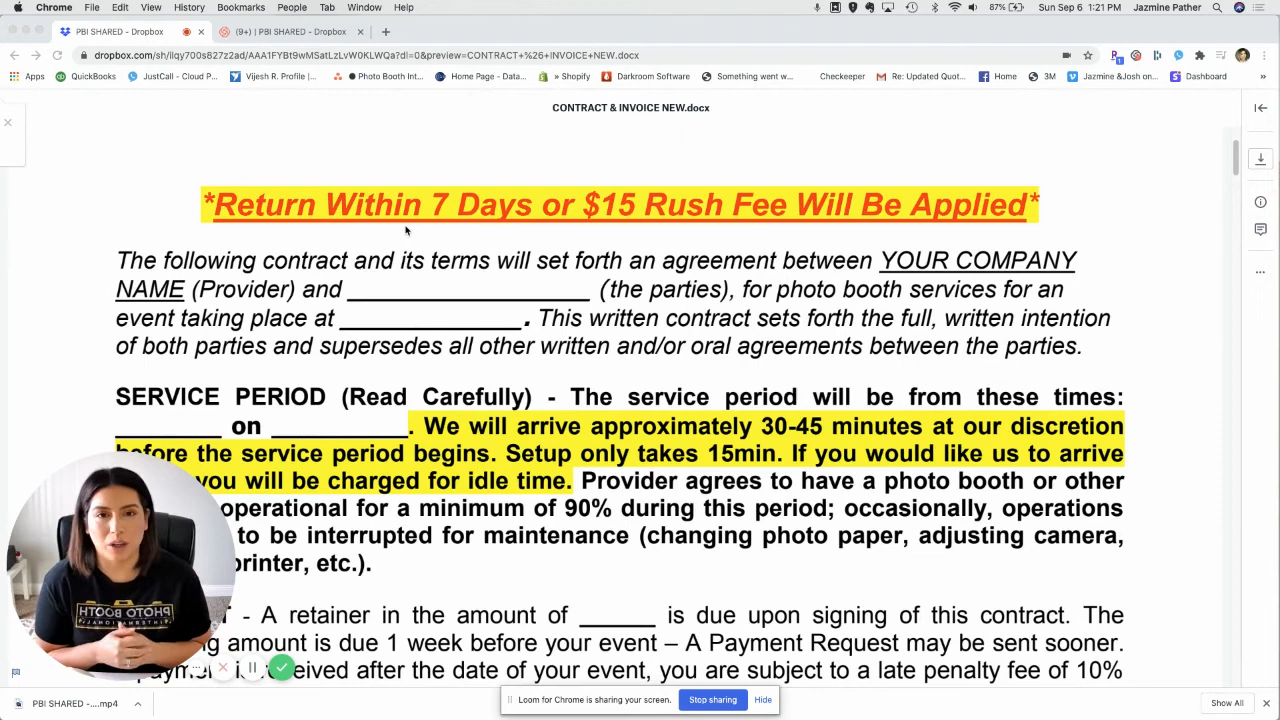 Chrome File Edit View History Bookmarks People Tab Window Help 87% Sun Sep 6 1:21 PM Jazmine Pather
PBI SHARED - Dropbox (9+) | PBI SHARED - Dropbox
dropbox.com/sh/llqy700s827z2ad/AAA1FYBt9wMSatLzLvW0KLWQa?dl=0&preview=CONTRACT+%26+INVOICE+NEW.docx
Apps QuickBooks JustCall - Cloud P... Vijesh R. Profile |... Photo Booth Int... Home Page - Data... » Shopify Darkroom Software Something went w... Checkeeper Re: Updated Quot... Home 3M Jazmine &Josh on... Dashboard »
CONTRACT & INVOICE NEW.docx
*Return Within 7 Days or $15 Rush Fee Will Be Applied*
The following contract and its terms will set forth an agreement between YOUR COMPANY
NAME (Provider) and __________________ (the parties), for photo booth services for an
event taking place at ______________. This written contract sets forth the full, written intention
of both parties and supersedes all other written and/or oral agreements between the parties.
SERVICE PERIOD (Read Carefully) - The service period will be from these times:
________ on __________. We will arrive approximately 30-45 minutes at our discretion
before the service period begins. Setup only takes 15min. If you would like us to arrive
you will be charged for idle time. Provider agrees to have a photo booth or other
operational for a minimum of 90% during this period; occasionally, operations
to be interrupted for maintenance (changing photo paper, adjusting camera,
printer, etc.).
- A retainer in the amount of ______ is due upon signing of this contract. The
amount is due 1 week before your event – A Payment Request may be sent sooner.
received after the date of your event, you are subject to a late penalty fee of 10%
PHOTO BOOTH
INTERNATIONAL
Loom for Chrome is sharing your screen. Stop sharing Hide
PBI SHARED -....mp4 Show All